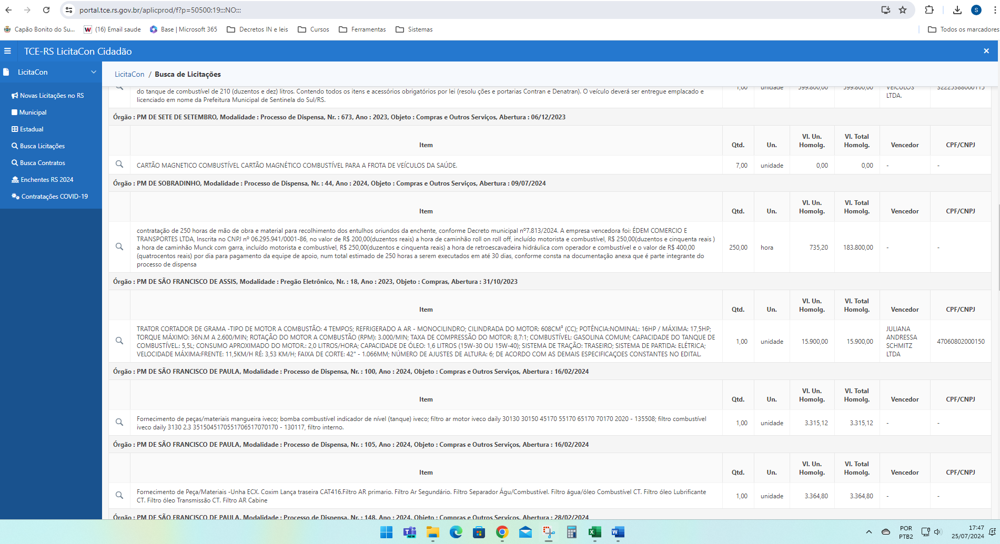 portal.tce.rs.gov.br/aplicprod/f?p=50500:19:::NO:::
S
Capão Bonito do Su...
(16) Email saude
Base | Microsoft 365
Decretos IN e leis
Cursos
Ferramentas
Sistemas
Todos os marcadores
TCE-RS LicitaCon Cidadão
LicitaCon
Novas Licitações no RS
Municipal
Estadual
Busca Licitações
Busca Contratos
Enchentes RS 2024
Contratações COVID-19
LicitaCon / Busca de Licitações
do tanque de combustível de 210 (duzentos e dez) litros. Contendo todos os itens e acessórios obrigatórios por lei (resolu ções e portarias Contran e Denatran). O veículo deverá ser entregue emplacado e
licenciado em nome da Prefeitura Municipal de Sentinela do Sul/RS.
1,00 unidade 599.800,00 599.800,00
VEICULOS
LTDA.
Órgão : PM DE SETE DE SETEMBRO, Modalidade : Processo de Dispensa, Nr. : 673, Ano : 2023, Objeto : Compras e Outros Serviços, Abertura : 06/12/2023
Item Qtd. Un. Vl. Un. Homolg. Vl. Total Homolg. Vencedor CPF/CNPJ
CARTÃO MAGNETICO COMBUSTÍVEL CARTÃO MAGNÉTICO COMBUSTÍVEL PARA A FROTA DE VEÍCULOS DA SAÚDE. 7,00 unidade 0,00 0,00 - -
Órgão : PM DE SOBRADINHO, Modalidade : Processo de Dispensa, Nr. : 44, Ano : 2024, Objeto : Compras e Outros Serviços, Abertura : 09/07/2024
Item Qtd. Un. Vl. Un. Homolg. Vl. Total Homolg. Vencedor CPF/CNPJ
contratação de 250 horas de mão de obra e material para recolhimento dos entulhos oriundos da enchente, conforme Decreto municipal nº7.813/2024. A empresa vencedora foi: ÉDEM COMERCIO E
TRANSPORTES LTDA, Inscrita no CNPJ nº 06.295.941/0001-86, no valor de R$ 200,00(duzentos reais) a hora de caminhão roll on roll off, incluído motorista e combustível, R$ 250,00(duzentos e cinquenta reais )
a hora de caminhão Munck com garra, incluído motorista e combustível, R$ 250,00(duzentos e cinquenta reais) a hora de retroescavadeira hidráulica com operador e combustível e o valor de R$ 400,00
(quatrocentos reais) por dia para pagamento da equipe de apoio, num total estimado de 250 horas a serem executados em até 30 dias, conforme consta na documentação anexa que é parte integrante do
processo de dispensa
250,00 hora 735,20 183.800,00 - -
Órgão : PM DE SÃO FRANCISCO DE ASSIS, Modalidade : Pregão Eletrônico, Nr. : 18, Ano : 2023, Objeto : Compras, Abertura : 31/10/2023
Item Qtd. Un. Vl. Un. Homolg. Vl. Total Homolg. Vencedor CPF/CNPJ
TRATOR CORTADOR DE GRAMA -TIPO DE MOTOR A COMBUSTÃO: 4 TEMPOS; REFRIGERADO A AR - MONOCILINDRO; CILINDRADA DO MOTOR: 608CM³ (CC); POTÊNCIA:NOMINAL: 16HP / MÁXIMA: 17,5HP;
TORQUE MÁXIMO: 36N.M A 2.600/MIN; ROTAÇÃO DO MOTOR A COMBUSTÃO (RPM): 3.000/MIN; TAXA DE COMPRESSÃO DO MOTOR: 8,7:1; COMBUSTÍVEL: GASOLINA COMUM; CAPACIDADE DO TANQUE DE
COMBUSTÍVEL.: 5,5L; CONSUMO APROXIMADO DO MOTOR.: 2,0 LITROS/HORA; CAPACIDADE DE ÓLEO: 1,6 LITROS (15W-30 OU 15W-40); SISTEMA DE TRAÇÃO: TRASEIRO; SISTEMA DE PARTIDA: ELÉTRICA;
VELOCIDADE MÁXIMA:FRENTE: 11,5KM/H RÉ: 3,53 KM/H; FAIXA DE CORTE: 42" - 1.066MM; NÚMERO DE AJUSTES DE ALTURA: 6; DE ACORDO COM AS DEMAIS ESPECIFICAÇOES CONSTANTES NO EDITAL.
1,00 unidade 15.900,00 15.900,00
JULIANA
ANDRESSA
SCHMITZ
LTDA
47060802000150
Órgão : PM DE SÃO FRANCISCO DE PAULA, Modalidade : Processo de Dispensa, Nr. : 100, Ano : 2024, Objeto : Compras e Outros Serviços, Abertura : 16/02/2024
Item Qtd. Un. Vl. Un. Homolg. Vl. Total Homolg. Vencedor CPF/CNPJ
Fornecimento de peças/materiais mangueira iveco; bomba combustível indicador de nível (tanque) iveco; filtro ar motor iveco daily 30130 30150 45170 55170 65170 70170 2020 - 135508; filtro combustível
iveco daily 3130 2.3 3515045170551706517070170 - 130117, filtro interno.
1,00 unidade 3.315,12 3.315,12 - -
Órgão : PM DE SÃO FRANCISCO DE PAULA, Modalidade : Processo de Dispensa, Nr. : 105, Ano : 2024, Objeto : Compras e Outros Serviços, Abertura : 16/02/2024
Item Qtd. Un. Vl. Un. Homolg. Vl. Total Homolg. Vencedor CPF/CNPJ
Fornecimento de Peça/Materiais -Unha ECX. Coxim Lança traseira CAT416.Filtro AR primario. Filtro Ar Segundário. Filtro Separador Águ/Combustível. Filtro água/óleo Combustível CT. Filtro óleo Lubrificante
CT. Filtro óleo Transmissão CT. Filtro AR Cabine
1,00 unidade 3.364,80 3.364,80 - -
Órgão : PM DE SÃO FRANCISCO DE PAULA, Modalidade : Processo de Dispensa, Nr. : 148, Ano : 2024, Objeto : Compras e Outros Serviços, Abertura : 28/02/2024
NEW
POR
PTB2
17:47
25/07/2024